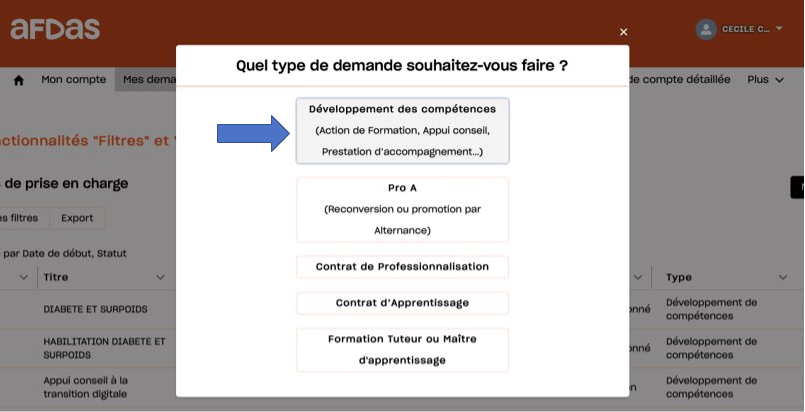 aFDas
×
CECILE C...
Quel type de demande souhaitez-vous faire ?
Mon compte
Mes dema
de compte détaillée
Plus
Développement des compétences
(Action de Formation, Appui conseil,
Prestation d'accompagnement...)
nctionnalités "Filtres" et "
Pro A
(Reconversion ou promotion par
Alternance)
de prise en charge
es filtres
Export
par Date de début, Statut
Contrat de Professionnalisation
Titre
Type
Contrat d'Apprentissage
DIABETE ET SURPOIDS
onné
Développement de
compétences
Formation Tuteur ou Maître
d'apprentissage
HABILITATION DIABETE ET
SURPOIDS
onné
Développement de
compétences
Appui conseil à la
transition digitale
n
Développement de
compétences